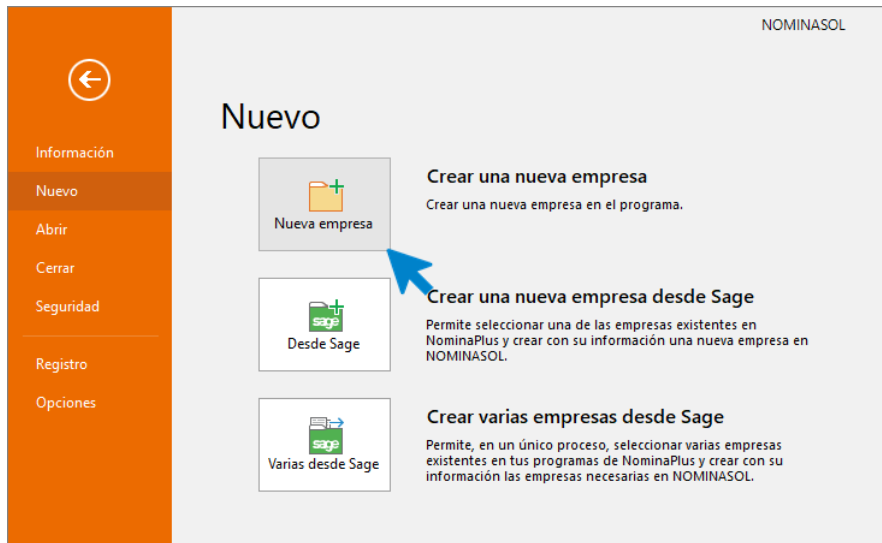 NOMINASOL
Información
Nuevo
Abrir
Cerrar
Seguridad
Registro
Opciones
Nuevo
Nueva empresa
Crear una nueva empresa
Crear una nueva empresa en el programa.
sage
Desde Sage
Crear una nueva empresa desde Sage
Permite seleccionar una de las empresas existentes en
NominaPlus y crear con su información una nueva empresa en
NOMINASOL.
sage
Varias desde Sage
Crear varias empresas desde Sage
Permite, en un único proceso, seleccionar varias empresas
existentes en tus programas de NominaPlus y crear con su
información las empresas necesarias en NOMINASOL.